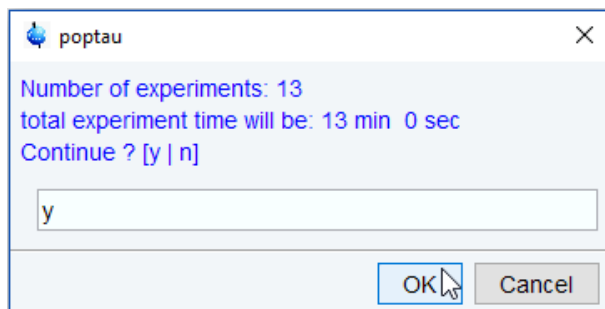 poptau
Number of experiments: 13
total experiment time will be: 13 min 0 sec
Continue ? [y | n]
y
OK Cancel